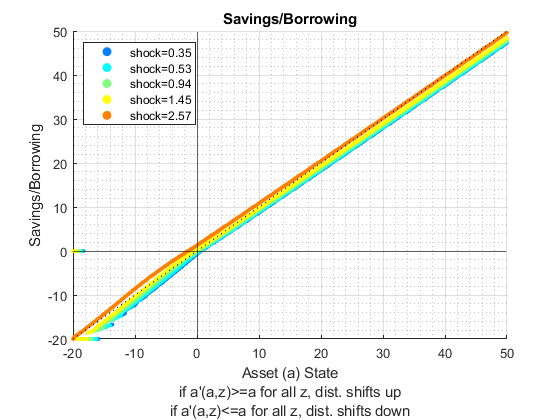 Savings/Borrowing
50
40
30
20
10
0
-10
-20
shock=0.35
shock=0.53
shock=0.94
shock=1.45
shock=2.57
Savings/Borrowing
-20 -10 0 10 20 30 40 50
Asset (a) State
if a'(a,z)>=a for all z, dist. shifts up
if a'(a,z)<=a for all z, dist. shifts down